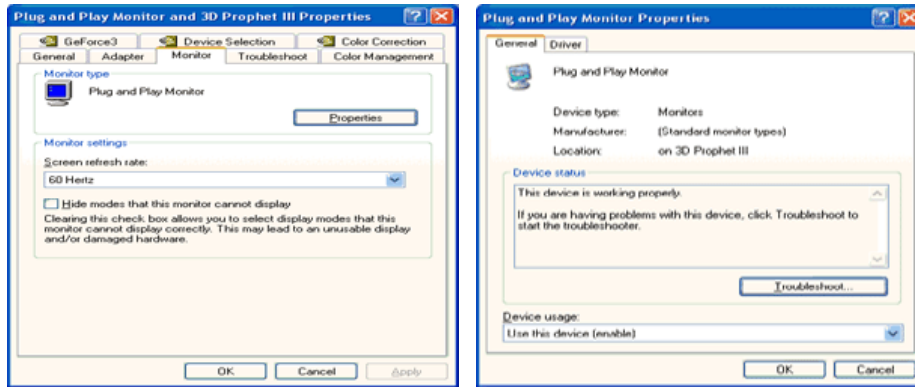 Plug and Play Monitor and 3D Prophet III Properties
GeForce3 Device Selection Color Correction
General Adapter Monitor Troubleshoot Color Management
Monitor type
Plug and Play Monitor
Properties
Monitor settings
Screen refresh rate:
60 Hertz
Hide modes that this monitor cannot display
Clearing this check box allows you to select display modes that this
monitor cannot display correctly. This may lead to an unusable display
and/or damaged hardware.
OK Cancel Apply
Plug and Play Monitor Properties
General Driver
Plug and Play Monitor
Device type: Monitors
Manufacturer: (Standard monitor types)
Location: on 3D Prophet III
Device status
This device is working properly.
If you are having problems with this device, click Troubleshoot to
start the troubleshooter.
Troubleshoot...
Device usage:
Use this device (enable)
OK Cancel